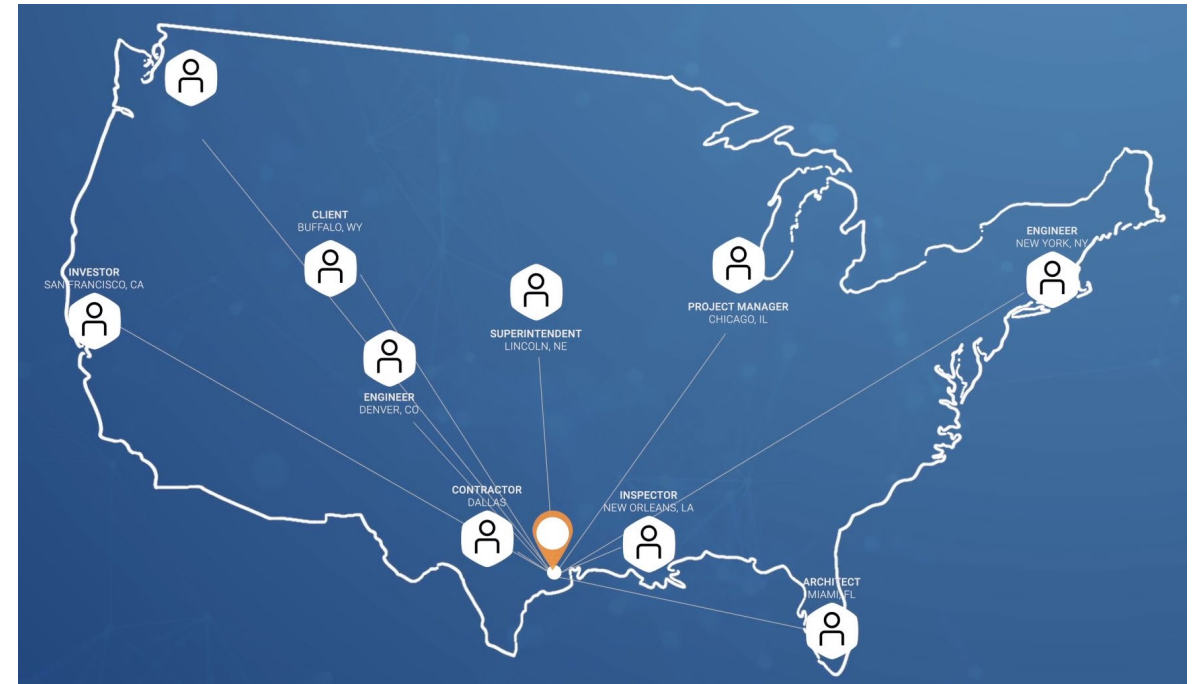 CLIENT
BUFFALO, WY
ENGINEER
NEW YORK, NY
INVESTOR
SAN FRANCISCO, CA
PROJECT MANAGER
CHICAGO, IL
SUPERINTENDENT
LINCOLN, NE
ENGINEER
DENVER, CO
CONTRACTOR
DALLAS
INSPECTOR
NEW ORLEANS, LA
ARCHITECT
MIAMI, FL